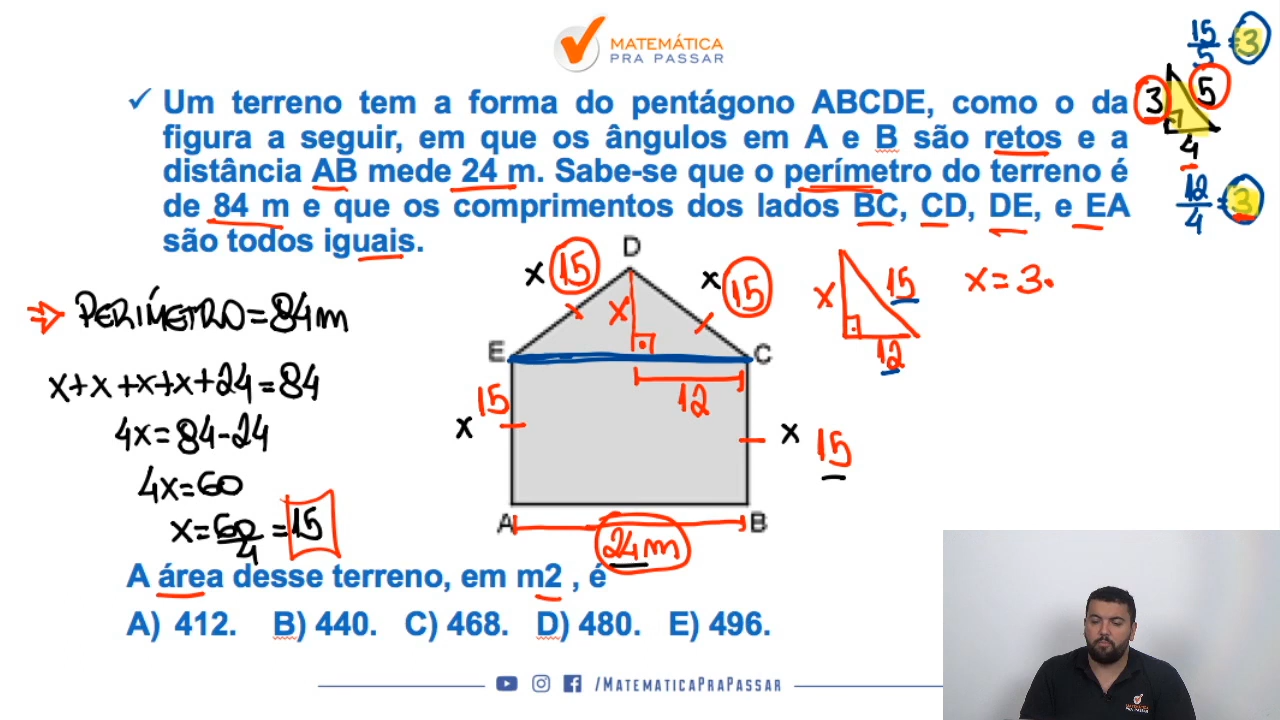 MATEMÁTICA
PRA PASSAR
✓ Um terreno tem a forma do pentágono ABCDE, como o da
figura a seguir, em que os ângulos em A e B são retos e a
distância AB mede 24 m. Sabe-se que o perímetro do terreno é
de 84 m e que os comprimentos dos lados BC, CD, DE, e EA
são todos iguais.
15/5 = 3
3
5
4
12/4 = 3
⇒ PERÍMETRO = 84m
x + x + x + x + 24 = 84
4x = 84 - 24
4x = 60
x = 60/4 = 15
D
x 15
x 15
x
E
C
15
x
12
x
15
A
B
24m
x
15
12
x = 3.
A área desse terreno, em m2 , é
A) 412. B) 440. C) 468. D) 480. E) 496.
/MATEMATICAPRAPASSAR
MATEMÁTICA
PRA PASSAR